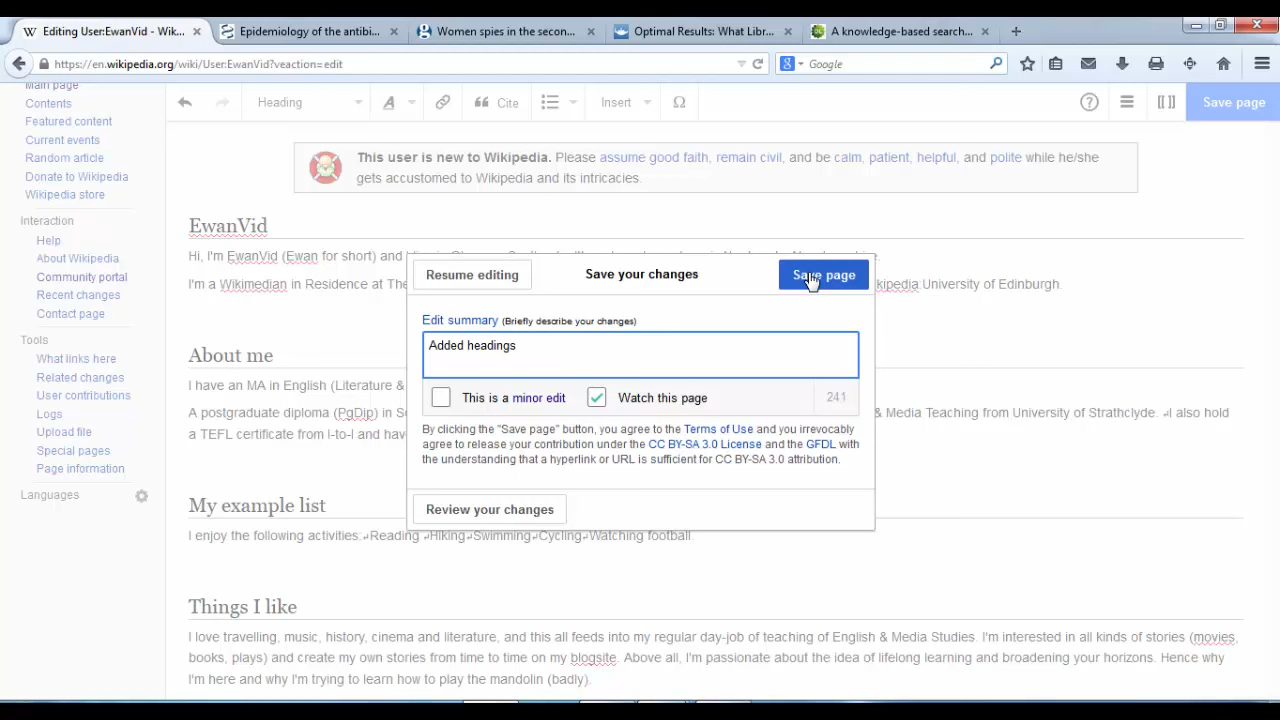 Editing User:EwanVid - Wik...
Epidemiology of the antibi...
Women spies in the secon...
Optimal Results: What Libr...
A knowledge-based search...
https://en.wikipedia.org/wiki/User:EwanVid?veaction=edit
Google
Main page
Contents
Featured content
Current events
Random article
Donate to Wikipedia
Wikipedia store
Interaction
Help
About Wikipedia
Community portal
Recent changes
Contact page
Tools
What links here
Related changes
User contributions
Logs
Upload file
Special pages
Page information
Languages
Heading
A
Cite
Insert
Ω
Save page
This user is new to Wikipedia. Please assume good faith, remain civil, and be calm, patient, helpful, and polite while he/she
gets accustomed to Wikipedia and its intricacies.
EwanVid
Hi, I'm EwanVid (Ewan for short) and
I'm a Wikimedian in Residence at The
kipedia University of Edinburgh.
About me
I have an MA in English (Literature &
A postgraduate diploma (PgDip) in Se
& Media Teaching from University of Strathclyde. ↲I also hold
a TEFL certificate from I-to-I and hav
My example list
I enjoy the following activities:↲Reading ↲Hiking↲Swimming↲Cycling↲Watching football.
Things I like
I love travelling, music, history, cinema and literature, and this all feeds into my regular day-job of teaching of English & Media Studies. I'm interested in all kinds of stories (movies,
books, plays) and create my own stories from time to time on my blogsite. Above all, I'm passionate about the idea of lifelong learning and broadening your horizons. Hence why
I'm here and why I'm trying to learn how to play the mandolin (badly).
Resume editing
Save your changes
Save page
Edit summary (Briefly describe your changes)
Added headings
This is a minor edit
Watch this page
241
By clicking the "Save page" button, you agree to the Terms of Use and you irrevocably
agree to release your contribution under the CC BY-SA 3.0 License and the GFDL with
the understanding that a hyperlink or URL is sufficient for CC BY-SA 3.0 attribution.
Review your changes